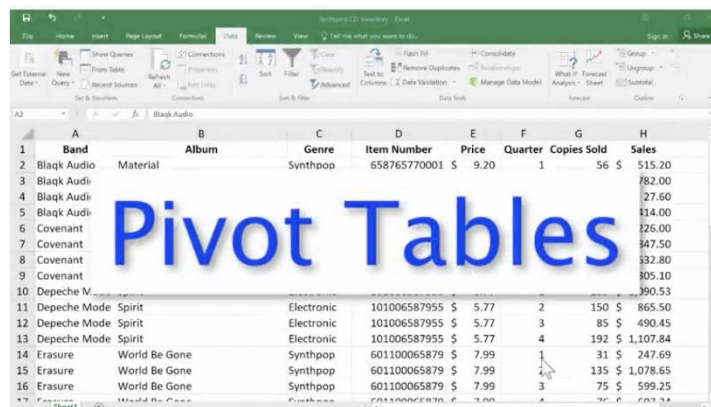 Synthpop CD Inventory - Excel
File Home Insert Page Layout Formulas Data Review View Tell me what you want to do... Sign in Share
Get External Data
New Query
Show Queries
From Table
Recent Sources
Refresh All
Connections
Properties
Edit Links
Sort
Filter
Clear
Reapply
Advanced
Text to Columns
Flash Fill
Remove Duplicates
Data Validation
Consolidate
Relationships
Manage Data Model
What-If Analysis
Forecast Sheet
Group
Ungroup
Subtotal
Get & Transform Connections Sort & Filter Data Tools Forecast Outline
A2 fx Blaqk Audio
A B C D E F G H
1 Band Album Genre Item Number Price Quarter Copies Sold Sales
2 Blaqk Audio Material Synthpop 658765770001 $ 9.20 1 56 $ 515.20
3 Blaqk Audi 782.00
4 Blaqk Audi 27.60
5 Blaqk Audi 414.00
6 Covenant 226.00
7 Covenant 347.50
8 Covenant 632.80
9 Covenant 305.10
Pivot Tables
10 Depeche
11 Depeche Mode Spirit Electronic 101006587955 $ 5.77 2 150 $ 865.50
12 Depeche Mode Spirit Electronic 101006587955 $ 5.77 3 85 $ 490.45
13 Depeche Mode Spirit Electronic 101006587955 $ 5.77 4 192 $ 1,107.84
14 Erasure World Be Gone Synthpop 601100065879 $ 7.99 1 31 $ 247.69
15 Erasure World Be Gone Synthpop 601100065879 $ 7.99 135 $ 1,078.65
16 Erasure World Be Gone Synthpop 601100065879 $ 7.99 3 75 $ 599.25
Sheet1